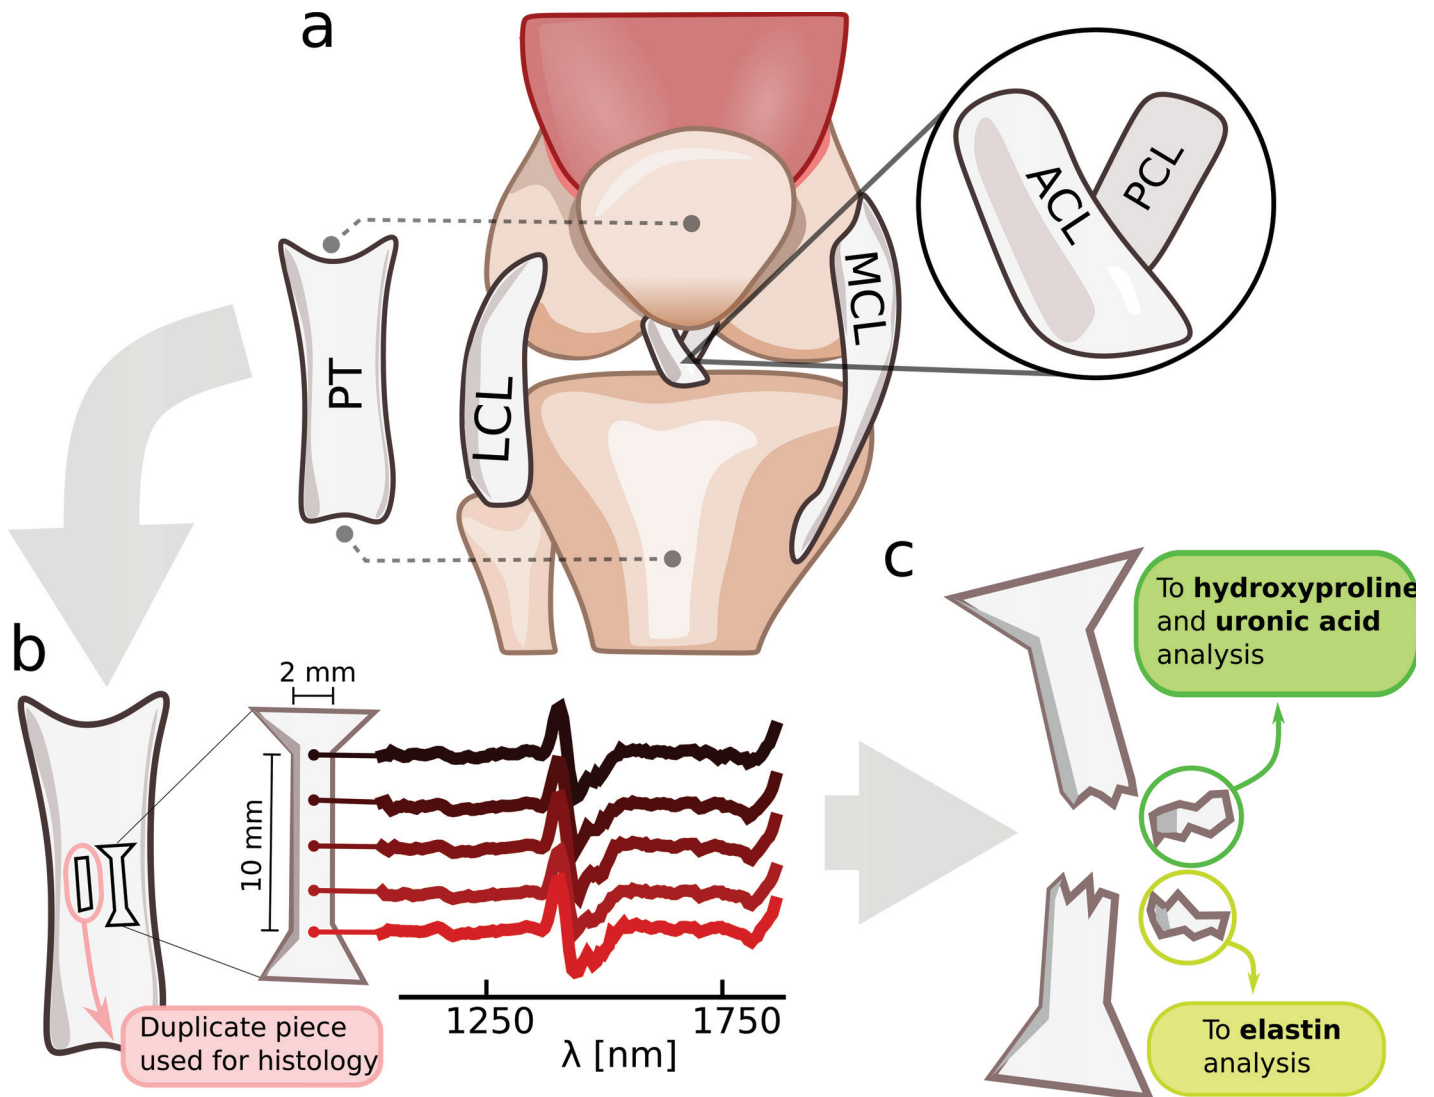 a
ACL
PCL
MCL
PT
LCL
b
2 mm
10 mm
Duplicate piece
used for histology
1250
1750
λ [nm]
c
To hydroxyproline
and uronic acid
analysis
To elastin
analysis